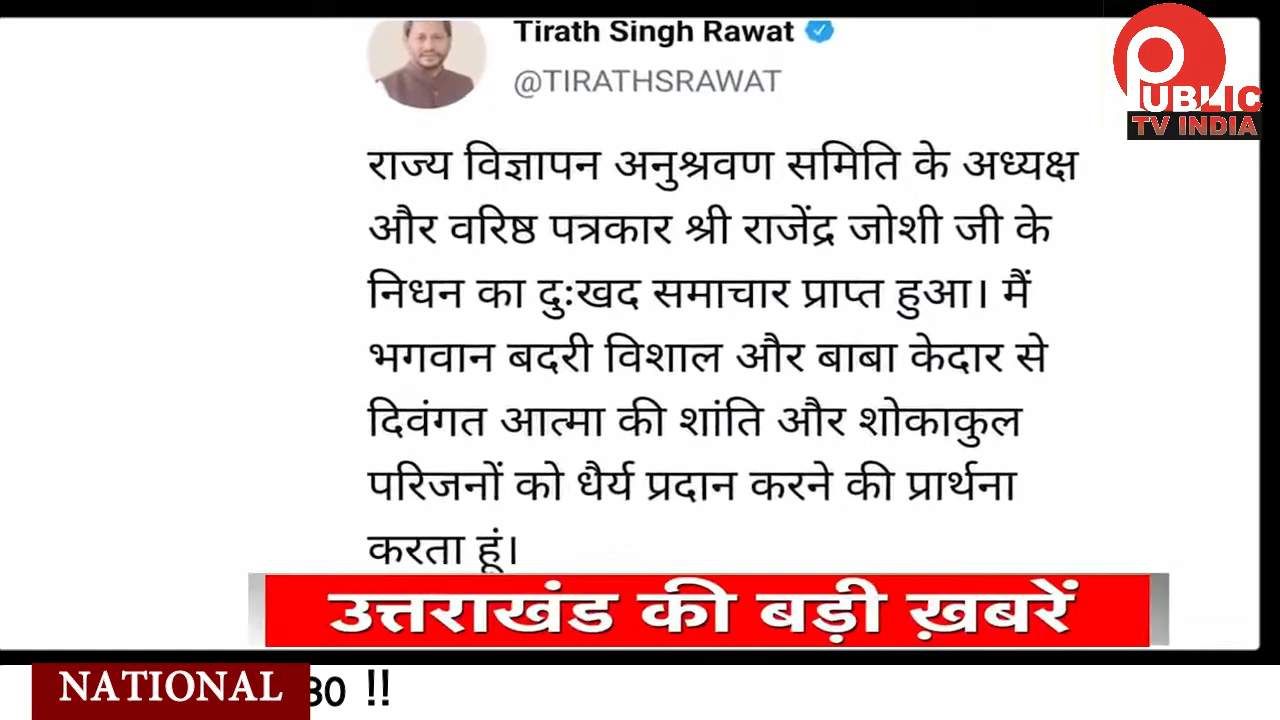 Tirath Singh Rawat
@TIRATHSRAWAT
PUBLIC
TV INDIA
राज्य विज्ञापन अनुश्रवण समिति के अध्यक्ष
और वरिष्ठ पत्रकार श्री राजेंद्र जोशी जी के
निधन का दुःखद समाचार प्राप्त हुआ। मैं
भगवान बदरी विशाल और बाबा केदार से
दिवंगत आत्मा की शांति और शोकाकुल
परिजनों को धैर्य प्रदान करने की प्रार्थना
करता हूं।
उत्तराखंड की बड़ी ख़बरें
NATIONAL 30 !!